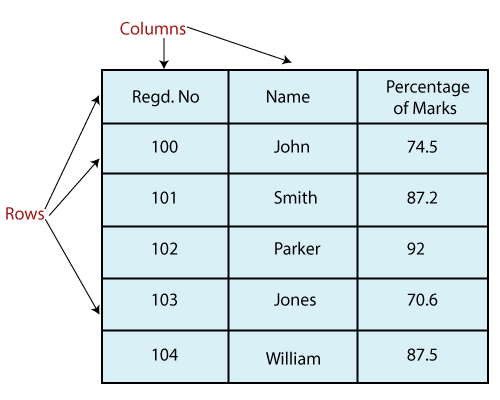 Columns
Regd. No Name Percentage
of Marks
100 John 74.5
101 Smith 87.2
Rows
102 Parker 92
103 Jones 70.6
104 William 87.5